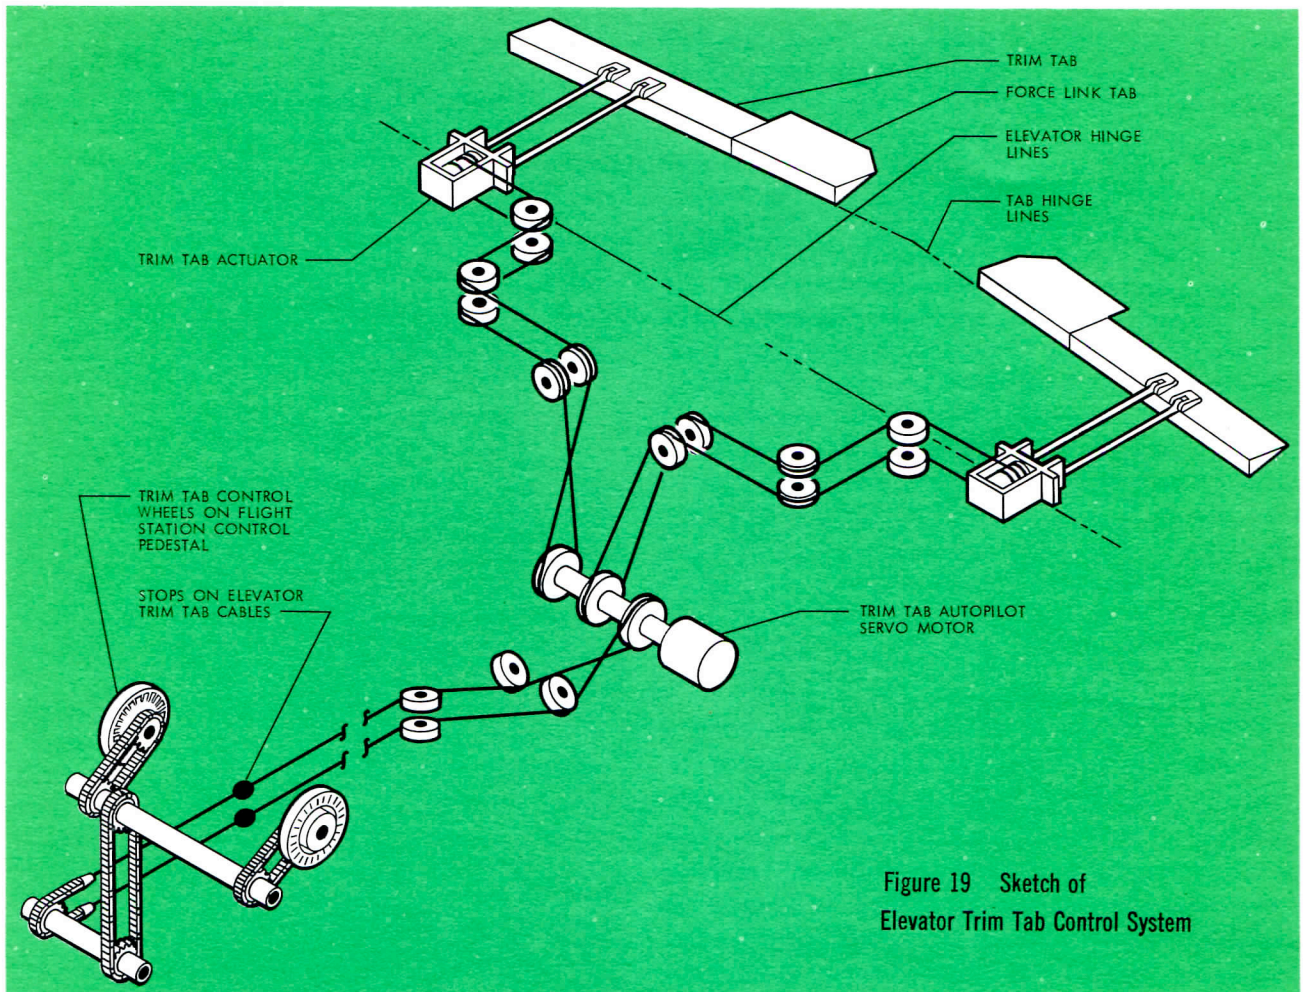 TRIM TAB
FORCE LINK TAB
ELEVATOR HINGE
LINES
TAB HINGE
LINES
TRIM TAB ACTUATOR
TRIM TAB CONTROL
WHEELS ON FLIGHT
STATION CONTROL
PEDESTAL
STOPS ON ELEVATOR
TRIM TAB CABLES
TRIM TAB AUTOPILOT
SERVO MOTOR
Figure 19 Sketch of
Elevator Trim Tab Control System